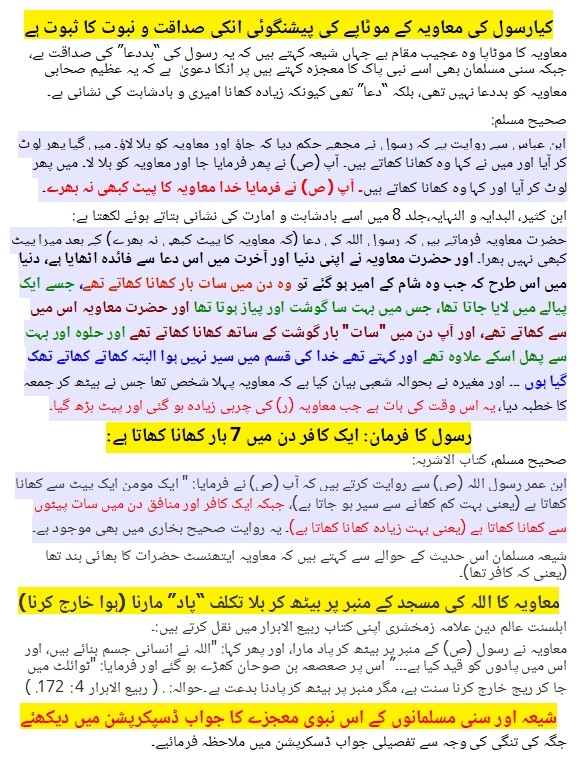 کیا رسول کی معاویہ کے موٹاپے کی پیشنگوئی انکی صداقت و نبوت کا ثبوت ہے
معاویہ کا موٹاپا وہ عجیب مقام ہے جہاں شیعہ کہتے ہیں کہ یہ رسول کی “بددعا” کی صداقت ہے،
جبکہ سنی مسلمان بھی اسے نبی پاک کا معجزہ کہتے ہیں پر انکا دعویٰ ہے کہ یہ عظیم صحابی
معاویہ کو بددعا نہیں تھی، بلکہ “دعا” تھی کیونکہ زیادہ کھانا امیری و بادشاہت کی نشانی ہے۔
صحیح مسلم:
ابن عباس سے روایت ہے کہ رسول نے مجھے حکم دیا کہ جاؤ اور معاویہ کو بلا لاؤ۔ میں گیا پھر لوٹ
کر آیا اور میں نے کہا وہ کھانا کھاتے ہیں۔ آپ (ص) نے پھر فرمایا جا اور معاویہ کو بلا لا۔ میں پھر
لوٹ کر آیا اور کہا وہ کھانا کھاتے ہیں۔ آپ (ص) نے فرمایا خدا معاویہ کا پیٹ کبھی نہ بھرے۔
ابن کثیر، البدایہ و النہایہ،جلد 8 میں اسے بادشاہت و امارت کی نشانی بتاتے ہوئے لکھتا ہے:
حضرت معاویہ فرماتے ہیں کہ رسول اللہ کی دعا (کہ معاویہ کا پیٹ کبھی نہ بھرے) کے بعد میرا پیٹ
کبھی نہیں بھرا۔ اور حضرت معاویہ نے اپنی دنیا اور آخرت میں اس دعا سے فائدہ اٹھایا ہے، دنیا
میں اس طرح کہ جب وہ شام کے امیر ہو گئے تو وہ دن میں سات بار کھانا کھاتے تھے، جسے ایک
پیالے میں لایا جاتا تھا، جس میں بہت سا گوشت اور پیاز ہوتا تھا اور حضرت معاویہ اس میں
سے کھاتے تھے، اور آپ دن میں "سات" بار گوشت کے ساتھ کھانا کھاتے تھے اور حلوہ اور بہت
سے پھل اسکے علاوہ تھے اور کہتے تھے خدا کی قسم میں سیر نہیں ہوا البتہ کھاتے کھاتے تھک
گیا ہوں ... اور مغیرہ نے بحوالہ شعبی بیان کیا ہے کہ معاویہ پہلا شخص تھا جس نے بیٹھ کر جمعہ
کا خطبہ دیا، یہ اس وقت کی بات ہے جب معاویہ (ر) کی چربی زیادہ ہو گئی اور پیٹ بڑھ گیا۔
رسول کا فرمان: ایک کافر دن میں 7 بار کھانا کھاتا ہے:
صحیح مسلم، کتاب الاشربہ:
ابن عمر رسول اللہ (ص) سے روایت کرتے ہیں کہ آپ (ص) نے فرمایا: " ایک مومن ایک پیٹ سے کھانا
کھاتا ہے (یعنی بہت کم کھانے سے سیر ہو جاتا ہے)، جبکہ ایک کافر اور منافق دن میں سات پیٹوں
سے کھانا کھاتا ہے (یعنی بہت زیادہ کھانا کھاتا ہے)۔ یہ روایت صحیح بخاری میں بھی موجود ہے۔
شیعہ مسلمان اس حدیث کے حوالے سے کہتے ہیں کہ معاویہ ایتھئسٹ حضرات کا بھائی بند تھا
(یعنی کہ کافر تھا)۔
معاویہ کا اللہ کی مسجد کے منبر پر بیٹھ کر بلا تکلف “پاد” مارنا (ہوا خارج کرنا)
اہلسنت عالم دین علامہ زمخشری اپنی کتاب ربیع الابرار میں نقل کرتے ہیں:۔
معاویہ نے رسول (ص) کے منبر پر بیٹھ کر پاد مارا، اور پھر کہا: "اللہ نے انسانی جسم بنائے ہیں، اور
اس میں پادوں کو قید کیا ہے۔۔۔” اس پر صعصعہ بن صوحان کھڑے ہو گئے اور فرمایا: "ٹوائلٹ میں
جا کر ریح خارج کرنا سنت ہے، مگر منبر پر بیٹھ کر پادنا بدعت ہے۔حوالہ: . ( ربیع الابرار 4: 172. )
شیعہ اور سنی مسلمانوں کے اس نبوی معجزے کا جواب ڈسپکرپشن میں دیکھئے
جگہ کی تنگی کی وجہ سے تفصیلی جواب ڈسکرپشن میں ملاحظہ فرمائیے۔